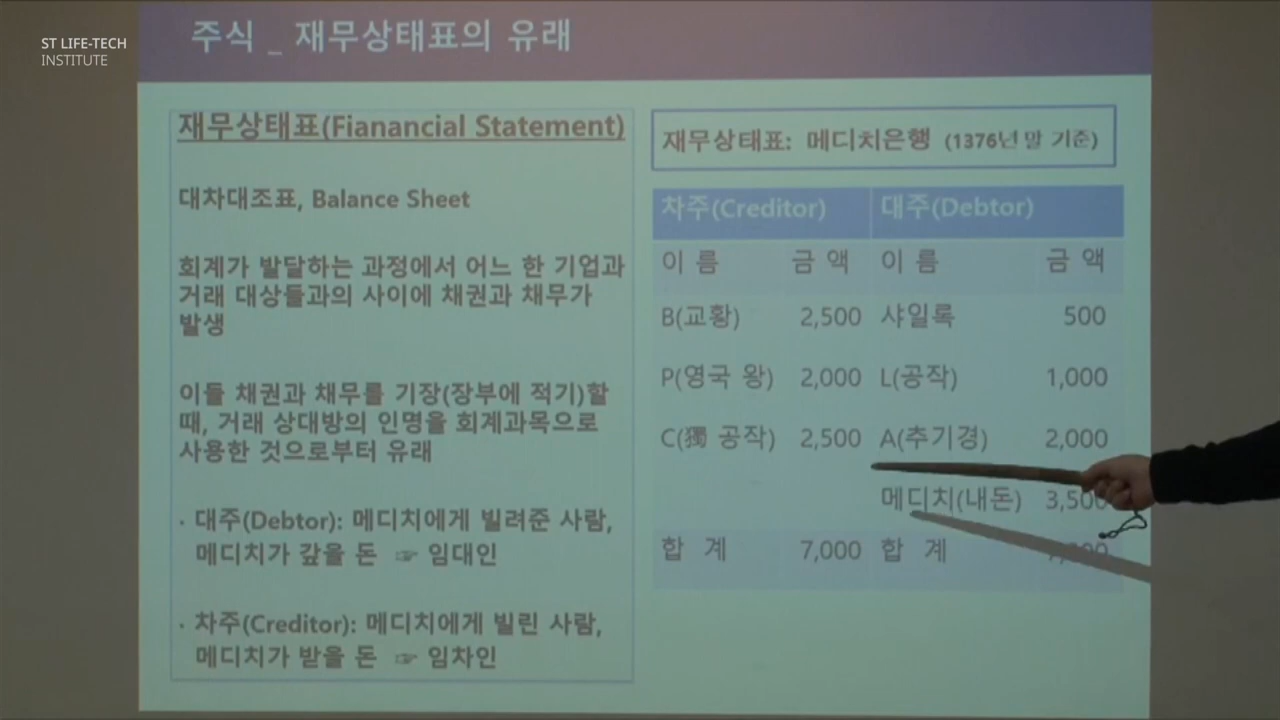 ST LIFE-TECH
INSTITUTE
주식 _ 재무상태표의 유래
재무상태표(Fianancial Statement)
대차대조표, Balance Sheet
회계가 발달하는 과정에서 어느 한 기업과
거래 대상들과의 사이에 채권과 채무가
발생
이들 채권과 채무를 기장(장부에 적기)할
때, 거래 상대방의 인명을 회계과목으로
사용한 것으로부터 유래
· 대주(Debtor): 메디치에게 빌려준 사람,
메디치가 갚을 돈 ☞ 임대인
· 차주(Creditor): 메디치에게 빌린 사람,
메디치가 받을 돈 ☞ 임차인
재무상태표: 메디치은행 (1376년 말 기준)
차주(Creditor) 대주(Debtor)
이 름 금 액 이 름 금 액
B(교황) 2,500 샤일록 500
P(영국 왕) 2,000 L(공작) 1,000
C(獨 공작) 2,500 A(추기경) 2,000
메디치(내돈) 3,500
합 계 7,000 합 계